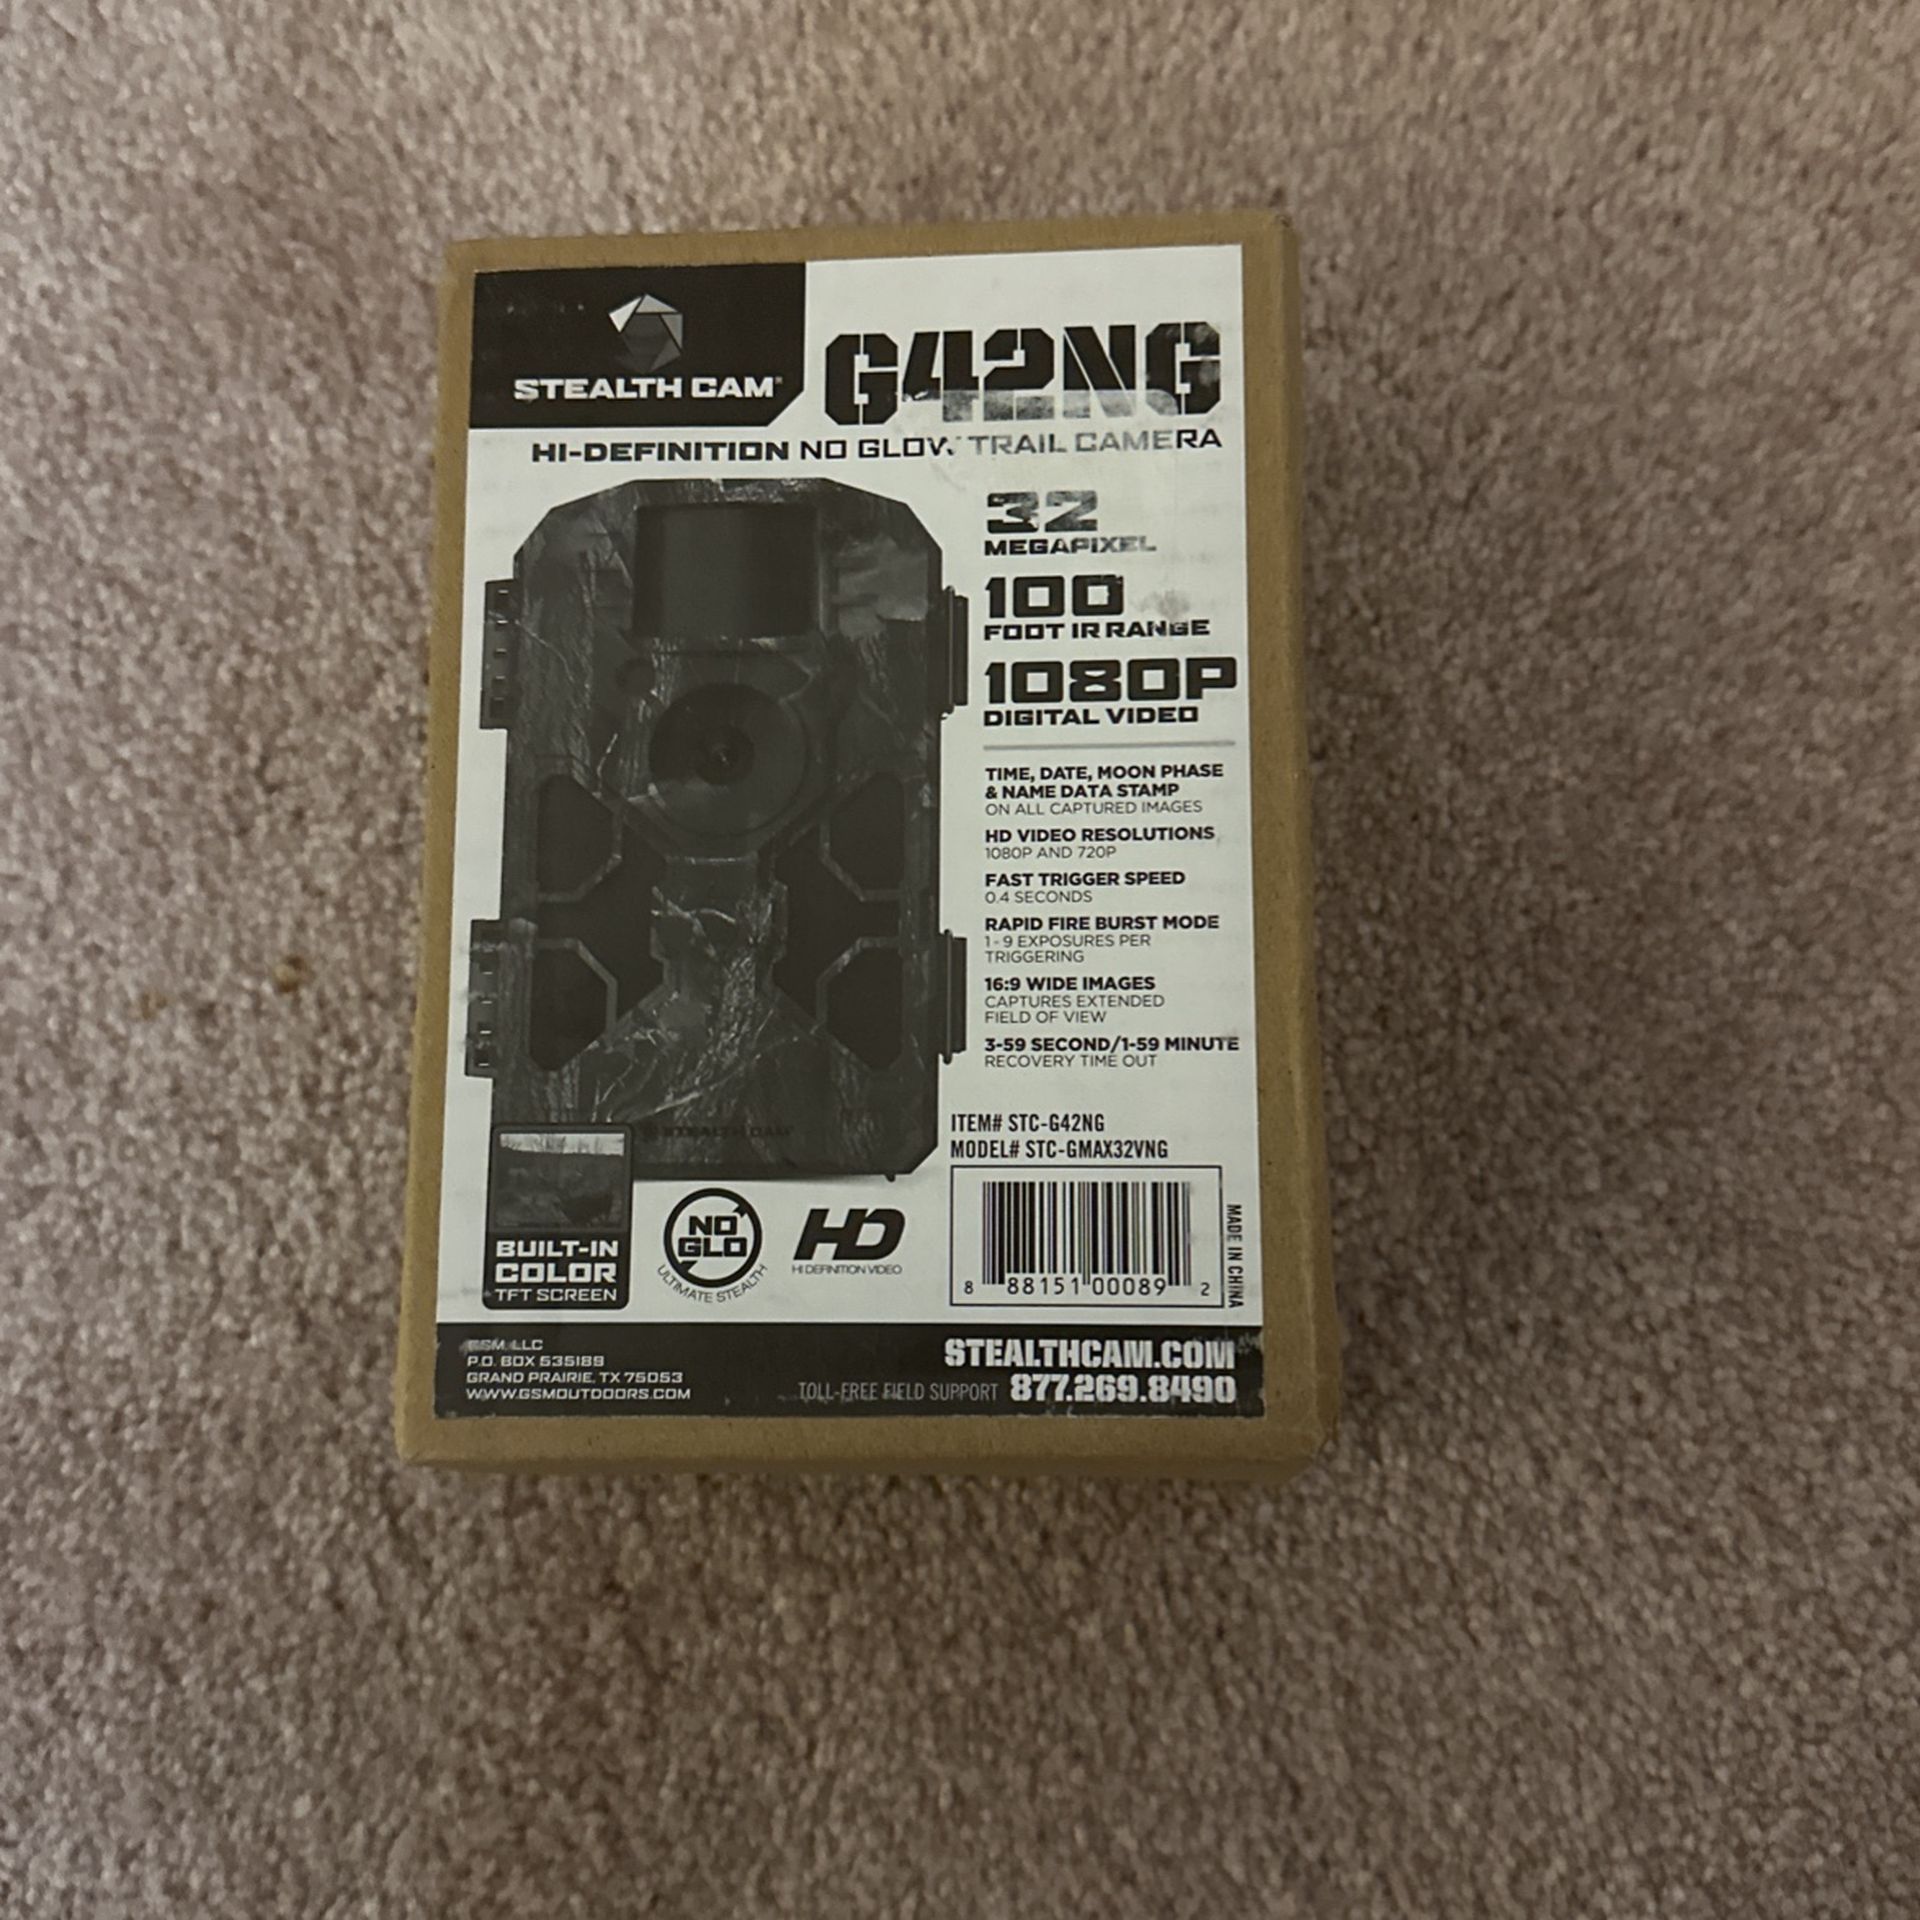 STEALTH CAM®
G42NG
HI-DEFINITION NO GLOW TRAIL CAMERA
32
MEGAPIXEL
100
FOOT IR RANGE
1080P
DIGITAL VIDEO
TIME, DATE, MOON PHASE
& NAME DATA STAMP
ON ALL CAPTURED IMAGES
HD VIDEO RESOLUTIONS
1080P AND 720P
FAST TRIGGER SPEED
0.4 SECONDS
RAPID FIRE BURST MODE
1 - 9 EXPOSURES PER
TRIGGERING
16:9 WIDE IMAGES
CAPTURES EXTENDED
FIELD OF VIEW
3-59 SECOND/1-59 MINUTE
RECOVERY TIME OUT
STEALTH CAM
ITEM# STC-G42NG
MODEL# STC-GMAX32VNG
BUILT-IN
COLOR
TFT SCREEN
NO
GLO
ULTIMATE STEALTH
HD
HI DEFINITION VIDEO
8 88151 00089 2
MADE IN CHINA
GSM, LLC
P.O. BOX 535189
GRAND PRAIRIE, TX 75053
WWW.GSMOUTDOORS.COM
STEALTHCAM.COM
TOLL-FREE FIELD SUPPORT 877.269.8490